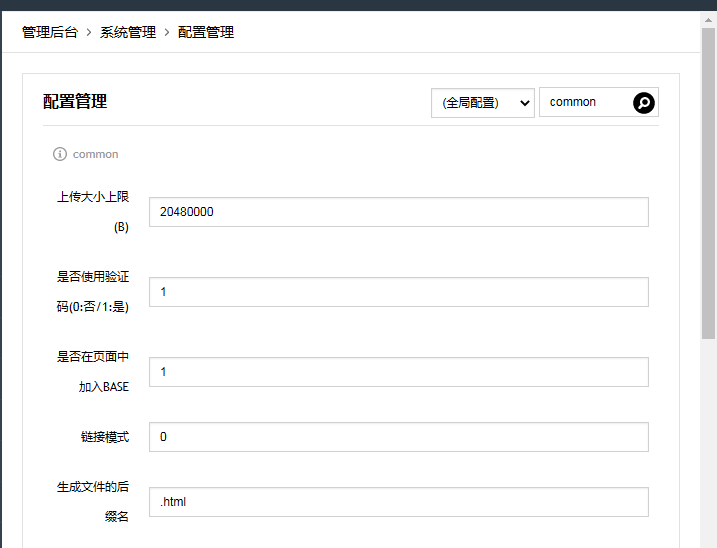 管理后台 > 系统管理 > 配置管理
配置管理
(全局配置)
common
common
上传大小上限
(B)
20480000
是否使用验证
码(0:否/1:是)
1
是否在页面中
加入BASE
1
链接模式
0
生成文件的后
缀名
.html